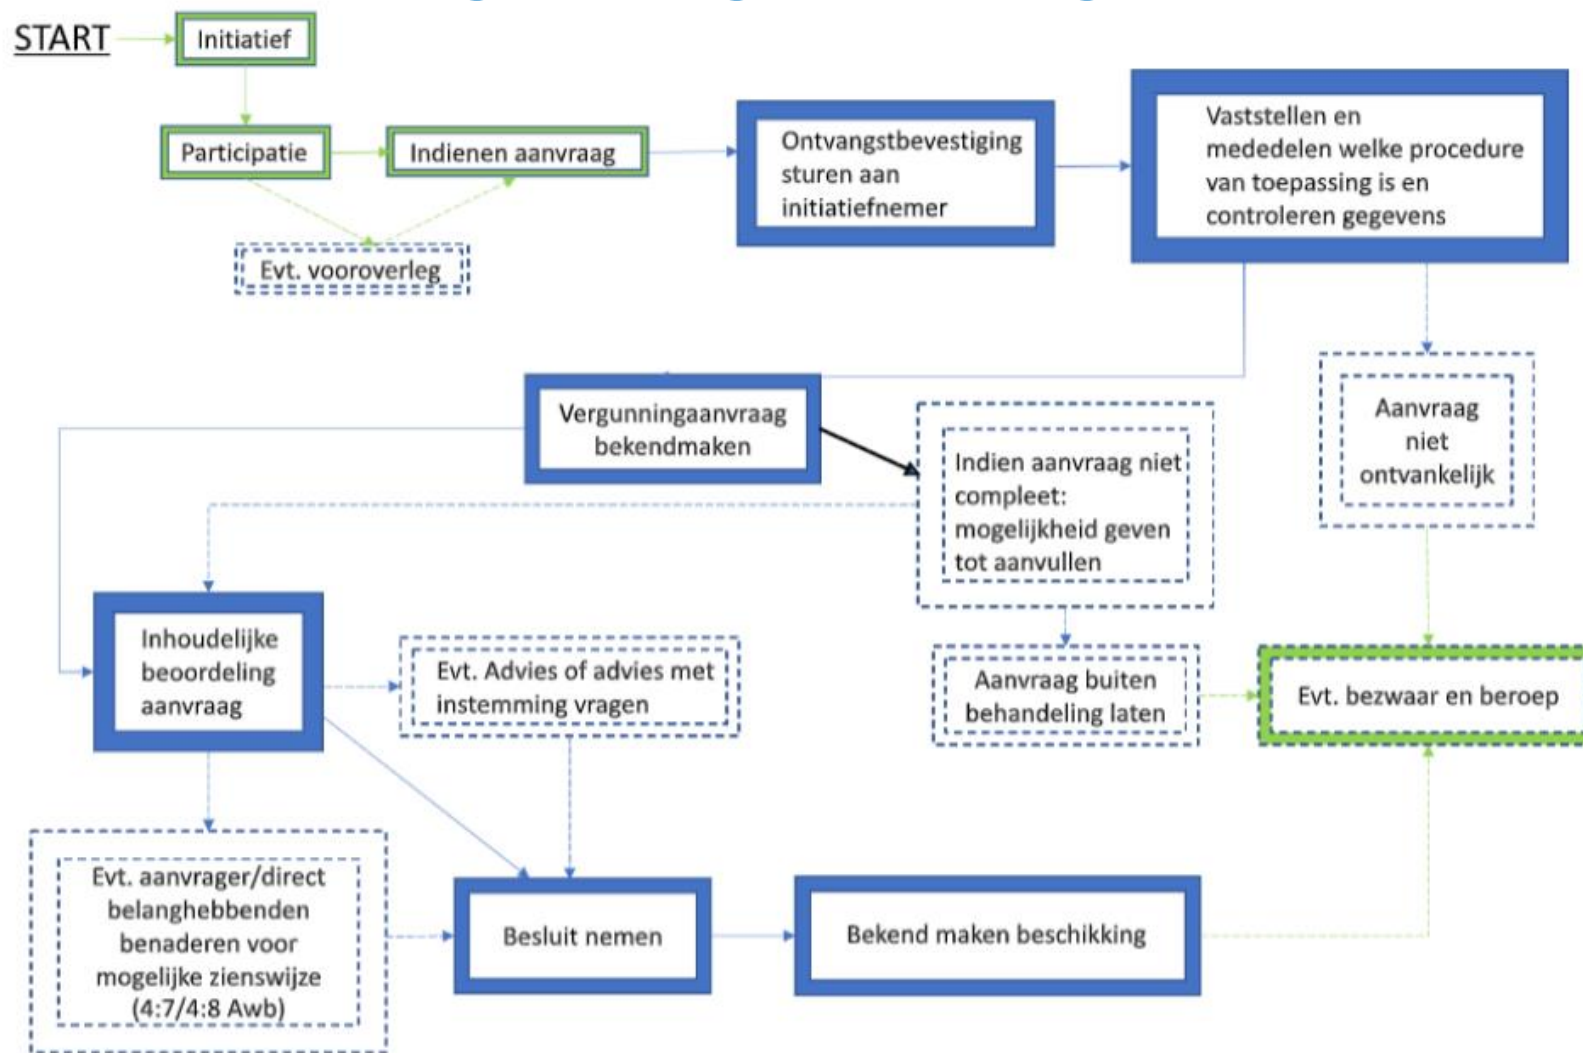 START
Initiatief
Participatie
Indienen aanvraag
Evt. vooroverleg
Ontvangstbevestiging
sturen aan
initiatiefnemer
Vaststellen en
mededelen welke procedure
van toepassing is en
controleren gegevens
Vergunningaanvraag
bekendmaken
Indien aanvraag niet
compleet:
mogelijkheid geven
tot aanvullen
Aanvraag
niet
ontvankelijk
Inhoudelijke
beoordeling
aanvraag
Evt. Advies of advies met
instemming vragen
Aanvraag buiten
behandeling laten
Evt. bezwaar en beroep
Evt. aanvrager/direct
belanghebbenden
benaderen voor
mogelijke zienswijze
(4:7/4:8 Awb)
Besluit nemen
Bekend maken beschikking